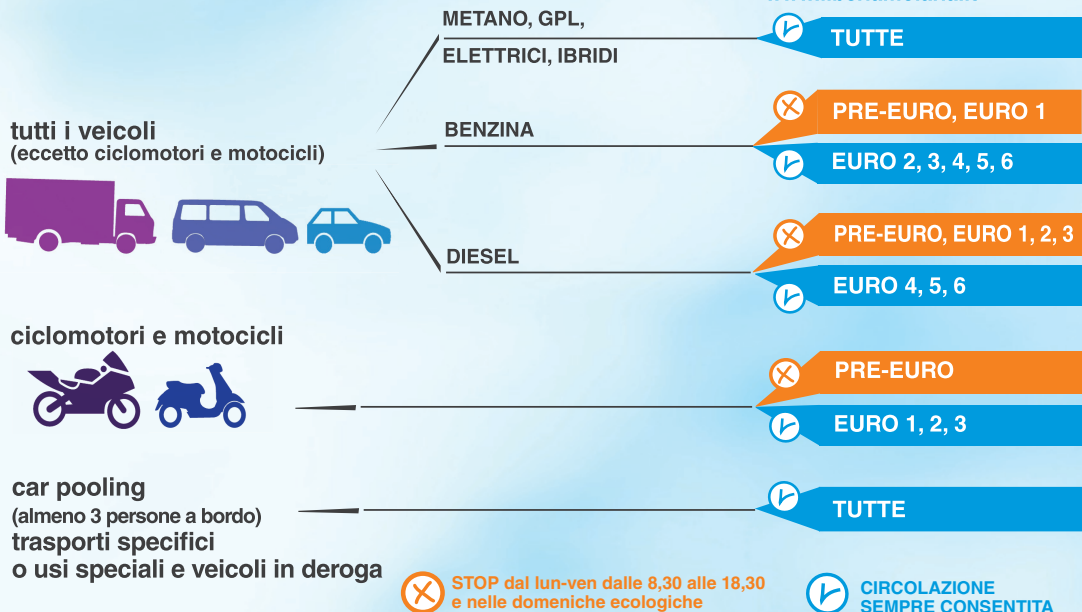 METANO, GPL,
ELETTRICI, IBRIDI
TUTTE
tutti i veicoli
(eccetto ciclomotori e motocicli)
BENZINA
PRE-EURO, EURO 1
EURO 2, 3, 4, 5, 6
DIESEL
PRE-EURO, EURO 1, 2, 3
EURO 4, 5, 6
ciclomotori e motocicli
PRE-EURO
EURO 1, 2, 3
car pooling
(almeno 3 persone a bordo)
trasporti specifici
o usi speciali e veicoli in deroga
TUTTE
STOP dal lun-ven dalle 8,30 alle 18,30
e nelle domeniche ecologiche
CIRCOLAZIONE
SEMPRE CONSENTITA